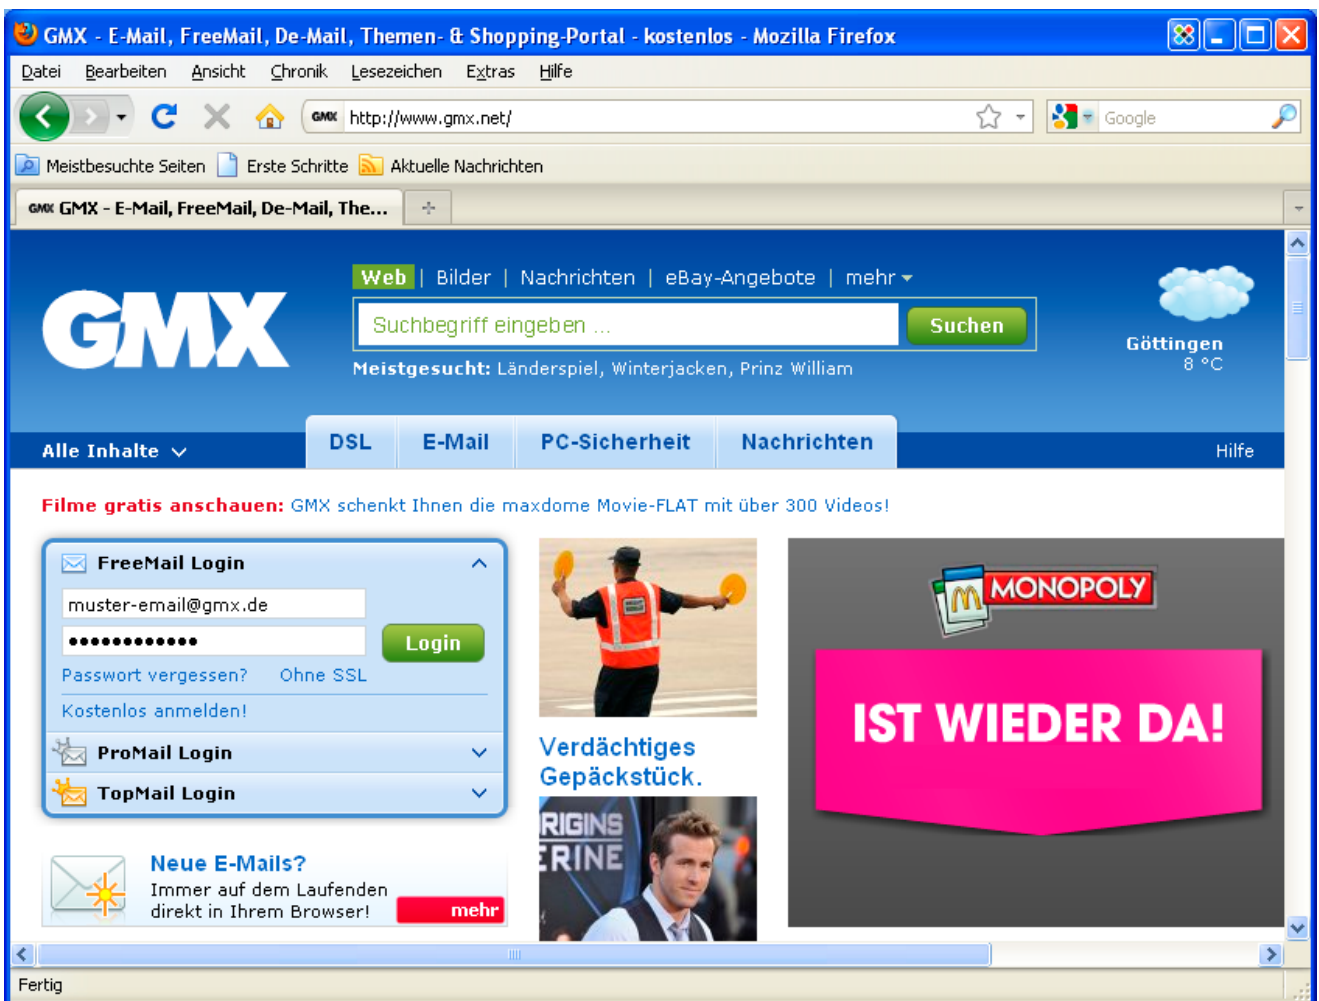 GMX - E-Mail, FreeMail, De-Mail, Themen- & Shopping-Portal - kostenlos - Mozilla Firefox
Datei Bearbeiten Ansicht Chronik Lesezeichen Extras Hilfe
GMX http://www.gmx.net/ Google
Meistbesuchte Seiten Erste Schritte Aktuelle Nachrichten
GMX GMX - E-Mail, FreeMail, De-Mail, The...
Web | Bilder | Nachrichten | eBay-Angebote | mehr
GMX
Suchbegriff eingeben ... Suchen
Göttingen
8 °C
Meistgesucht: Länderspiel, Winterjacken, Prinz William
Alle Inhalte DSL E-Mail PC-Sicherheit Nachrichten Hilfe
Filme gratis anschauen: GMX schenkt Ihnen die maxdome Movie-FLAT mit über 300 Videos!
FreeMail Login
muster-email@gmx.de
••••••••••••
Login
Passwort vergessen? Ohne SSL
Kostenlos anmelden!
ProMail Login
TopMail Login
Neue E-Mails?
Immer auf dem Laufenden
direkt in Ihrem Browser! mehr
Verdächtiges
Gepäckstück.
RIGINS
ERINE
MONOPOLY
IST WIEDER DA!
Fertig